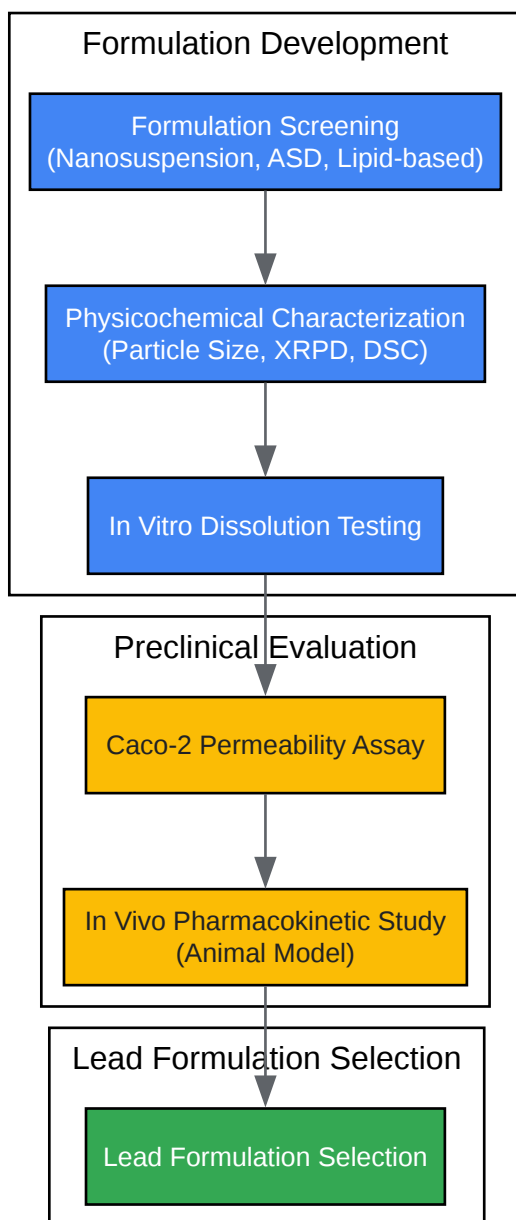 Formulation Development
Formulation Screening
(Nanosuspension, ASD, Lipid-based)
Physicochemical Characterization
(Particle Size, XRPD, DSC)
In Vitro Dissolution Testing
Preclinical Evaluation
Caco-2 Permeability Assay
In Vivo Pharmacokinetic Study
(Animal Model)
Lead Formulation Selection
Lead Formulation Selection